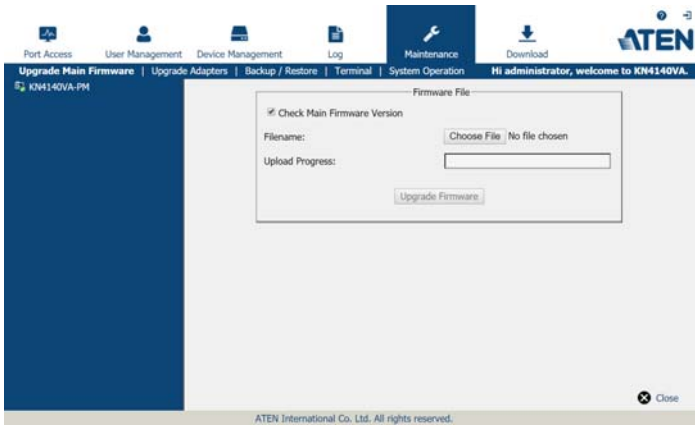 ATEN
Port Access User Management Device Management Log Maintenance Download
Upgrade Main Firmware | Upgrade Adapters | Backup / Restore | Terminal | System Operation Hi administrator, welcome to KN4140VA.
KN4140VA-PM
Firmware File
Check Main Firmware Version
Filename: Choose File No file chosen
Upload Progress:
Upgrade Firmware
Close
ATEN International Co. Ltd. All rights reserved.